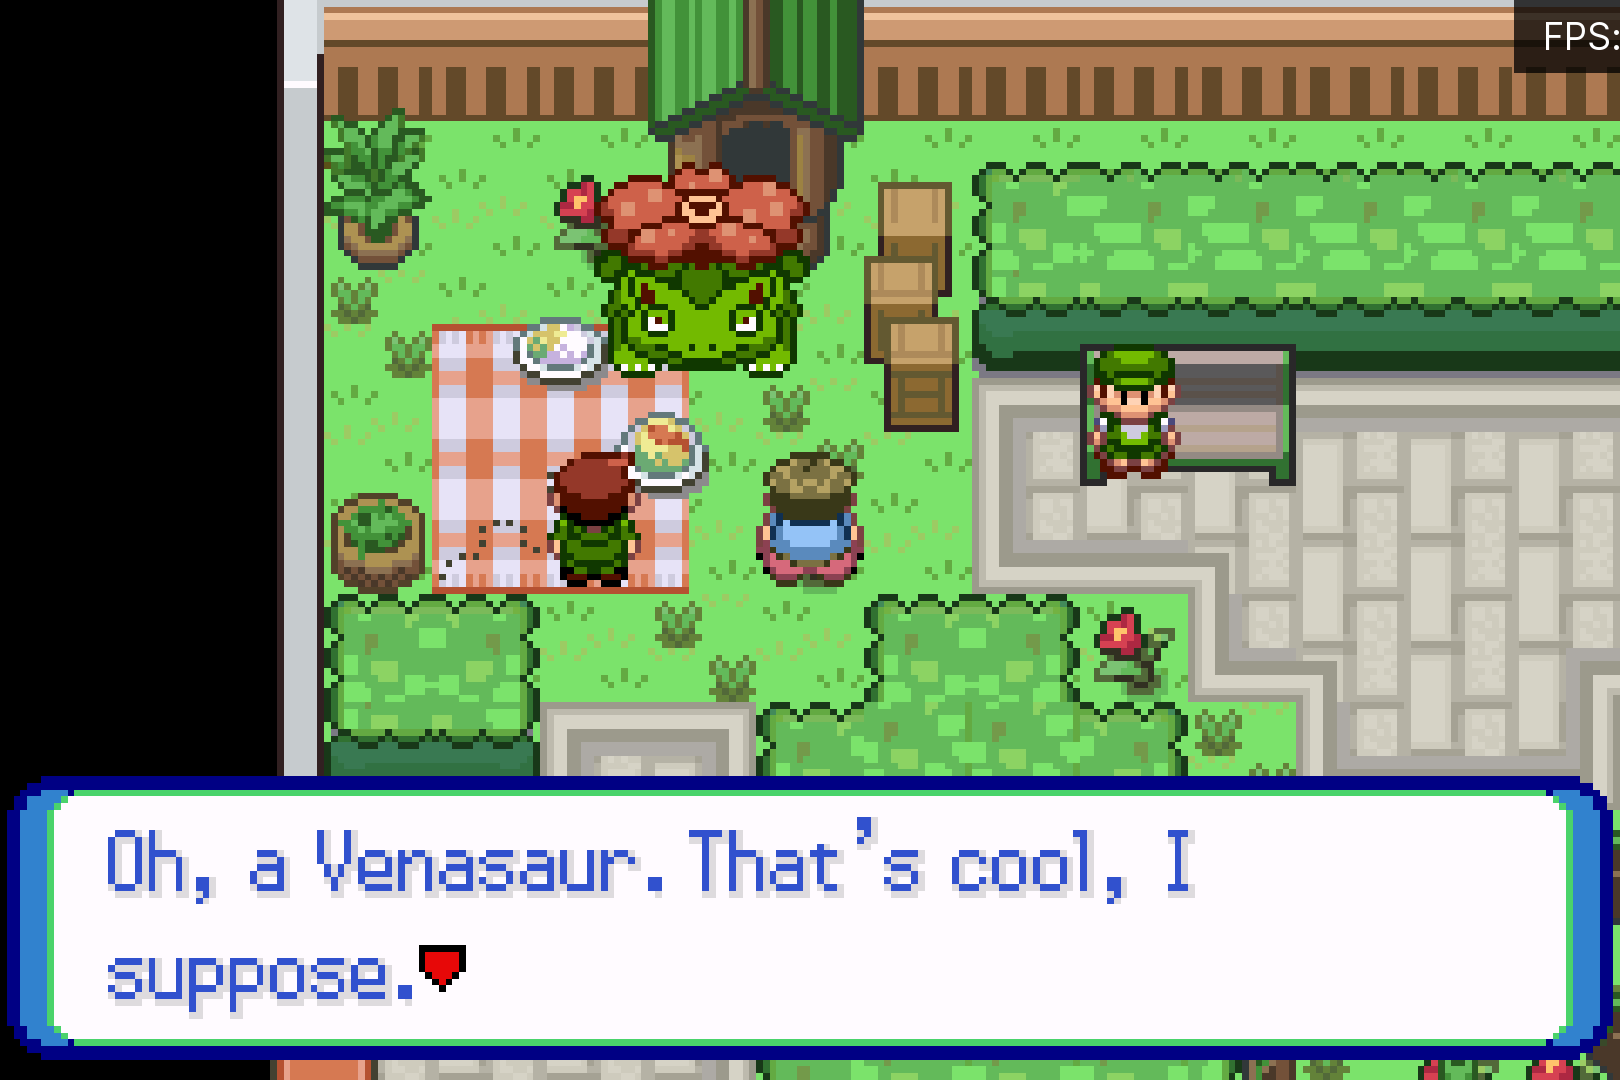 FPS:
Oh, a Venasaur. That's cool, I
suppose.